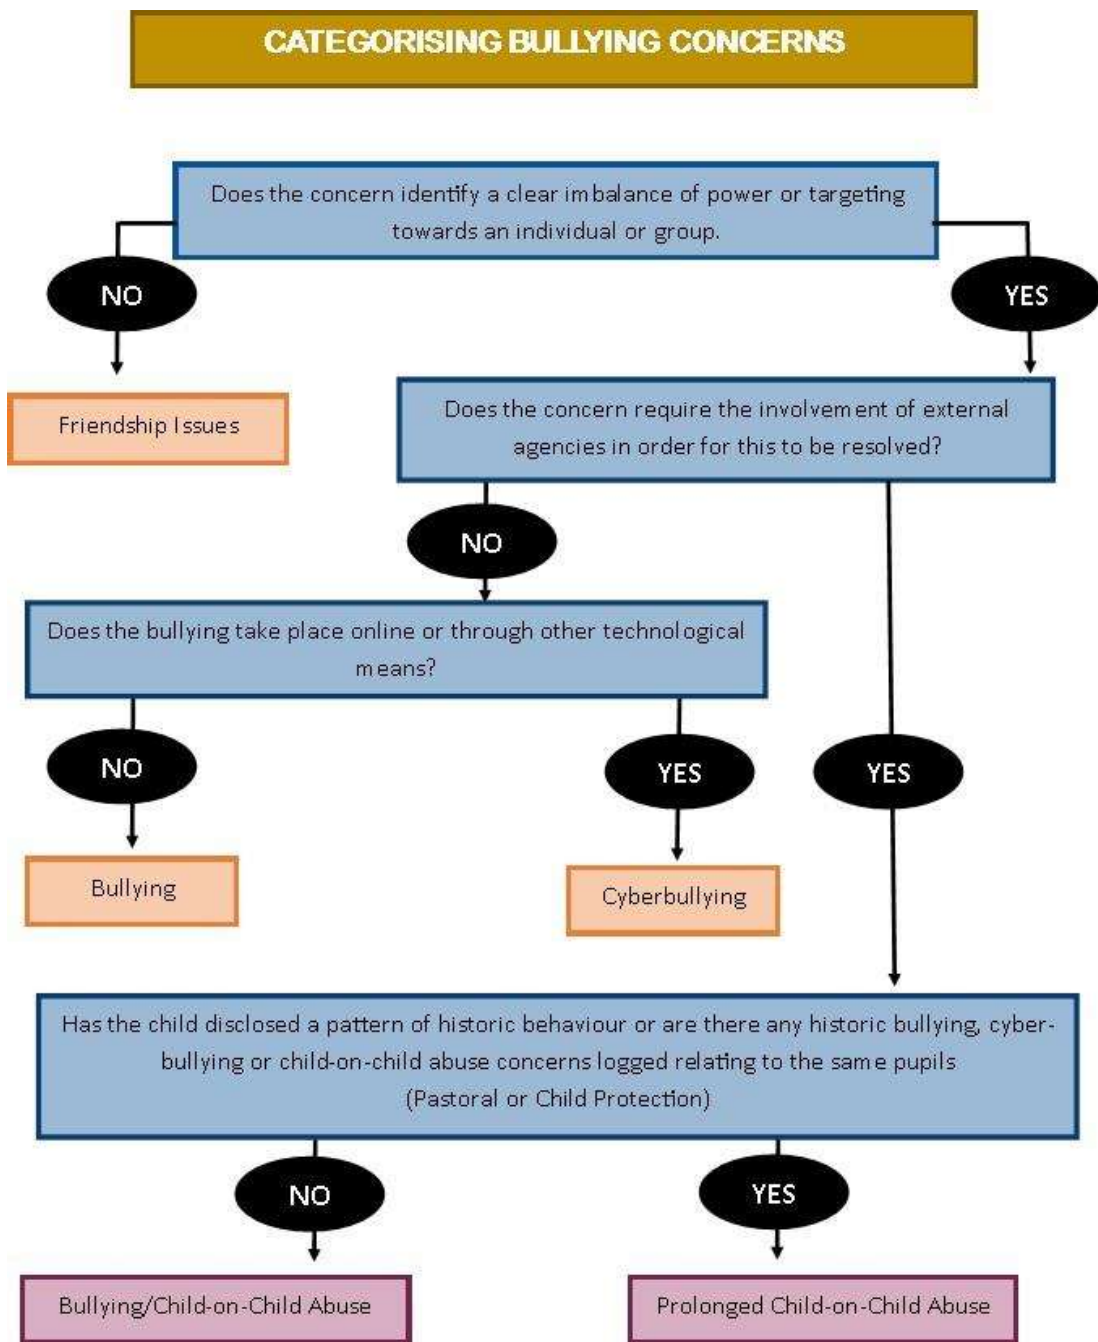 CATEGORISING BULLYING CONCERNS
Does the concern identify a clear imbalance of power or targeting
towards an individual or group.
NO
YES
Friendship Issues
Does the concern require the involvement of external
agencies in order for this to be resolved?
NO
Does the bullying take place online or through other technological
means?
NO
YES
YES
Bullying
Cyberbullying
Has the child disclosed a pattern of historic behaviour or are there any historic bullying, cyber-
bullying or child-on-child abuse concerns logged relating to the same pupils
(Pastoral or Child Protection)
NO
YES
Bullying/Child-on-Child Abuse
Prolonged Child-on-Child Abuse